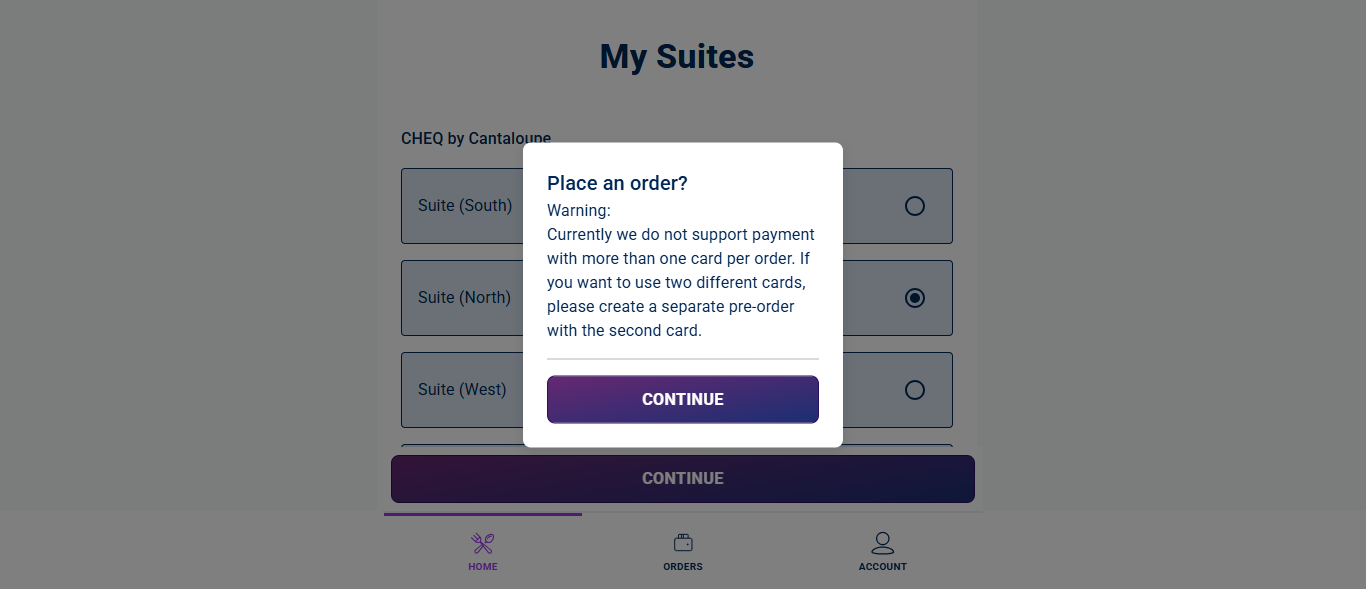 My Suites
CHEQ by Cantaloupe
Suite (South)
Suite (North)
Suite (West)
Place an order?
Warning:
Currently we do not support payment
with more than one card per order. If
you want to use two different cards,
please create a separate pre-order
with the second card.
CONTINUE
CONTINUE
HOME
ORDERS
ACCOUNT